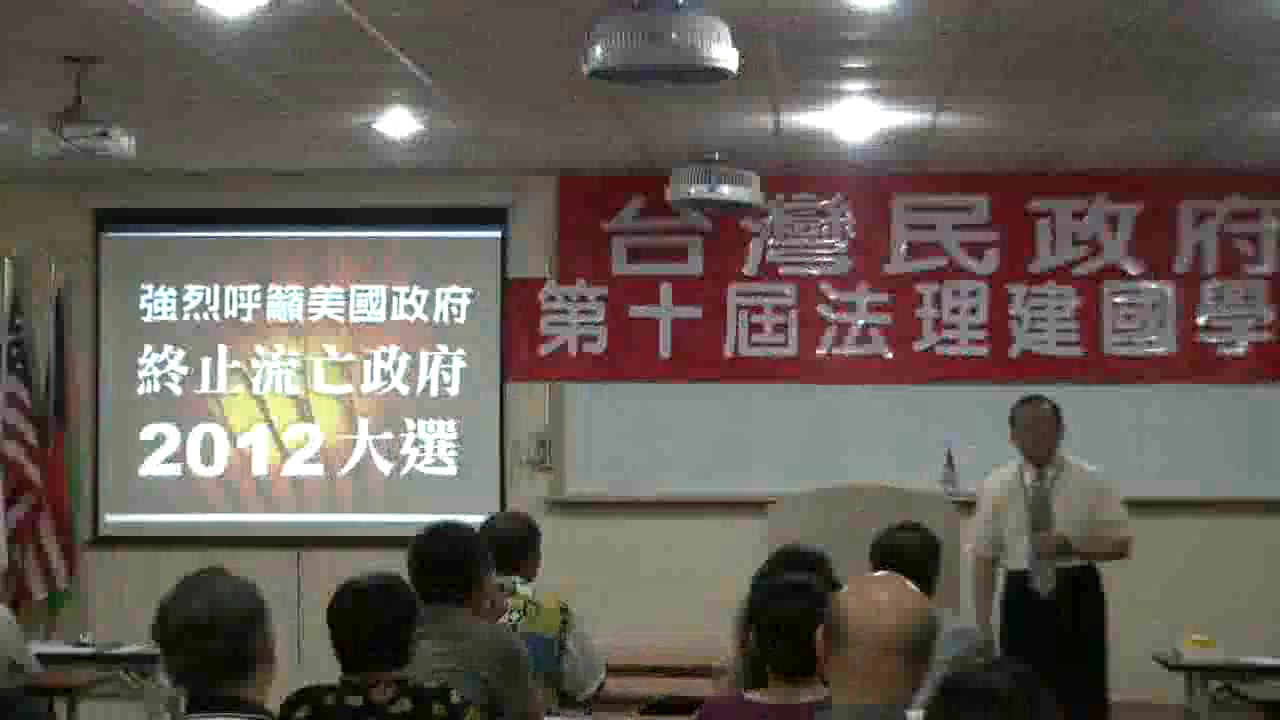 強烈呼籲美國政府
終止流亡政府
2012大選
台灣民政府
第十屆法理建國學